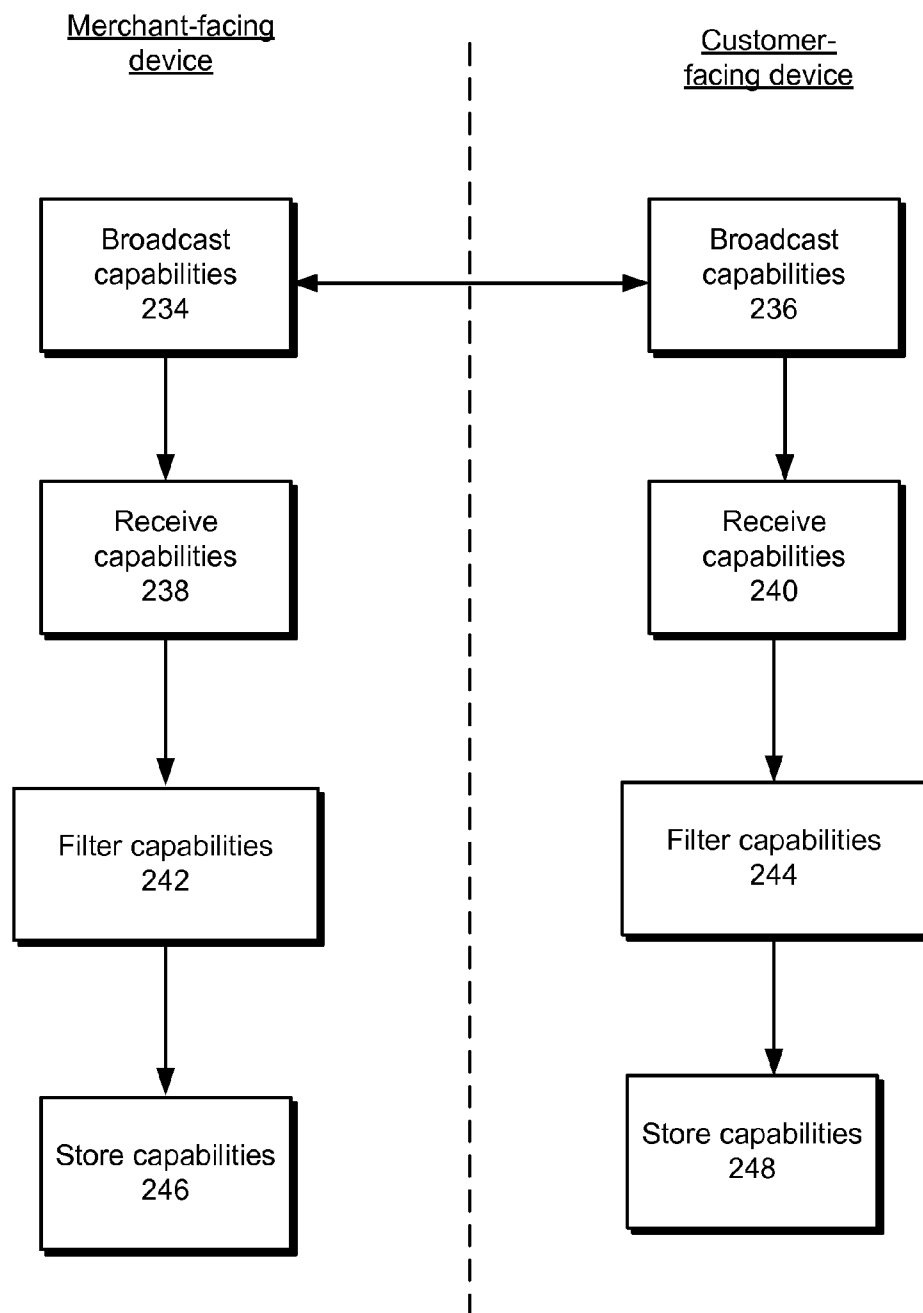 Merchant-facing
device
Customer-
facing device
Broadcast
capabilities
234
Broadcast
capabilities
236
Receive
capabilities
238
Receive
capabilities
240
Filter capabilities
242
Filter capabilities
244
Store capabilities
246
Store capabilities
248